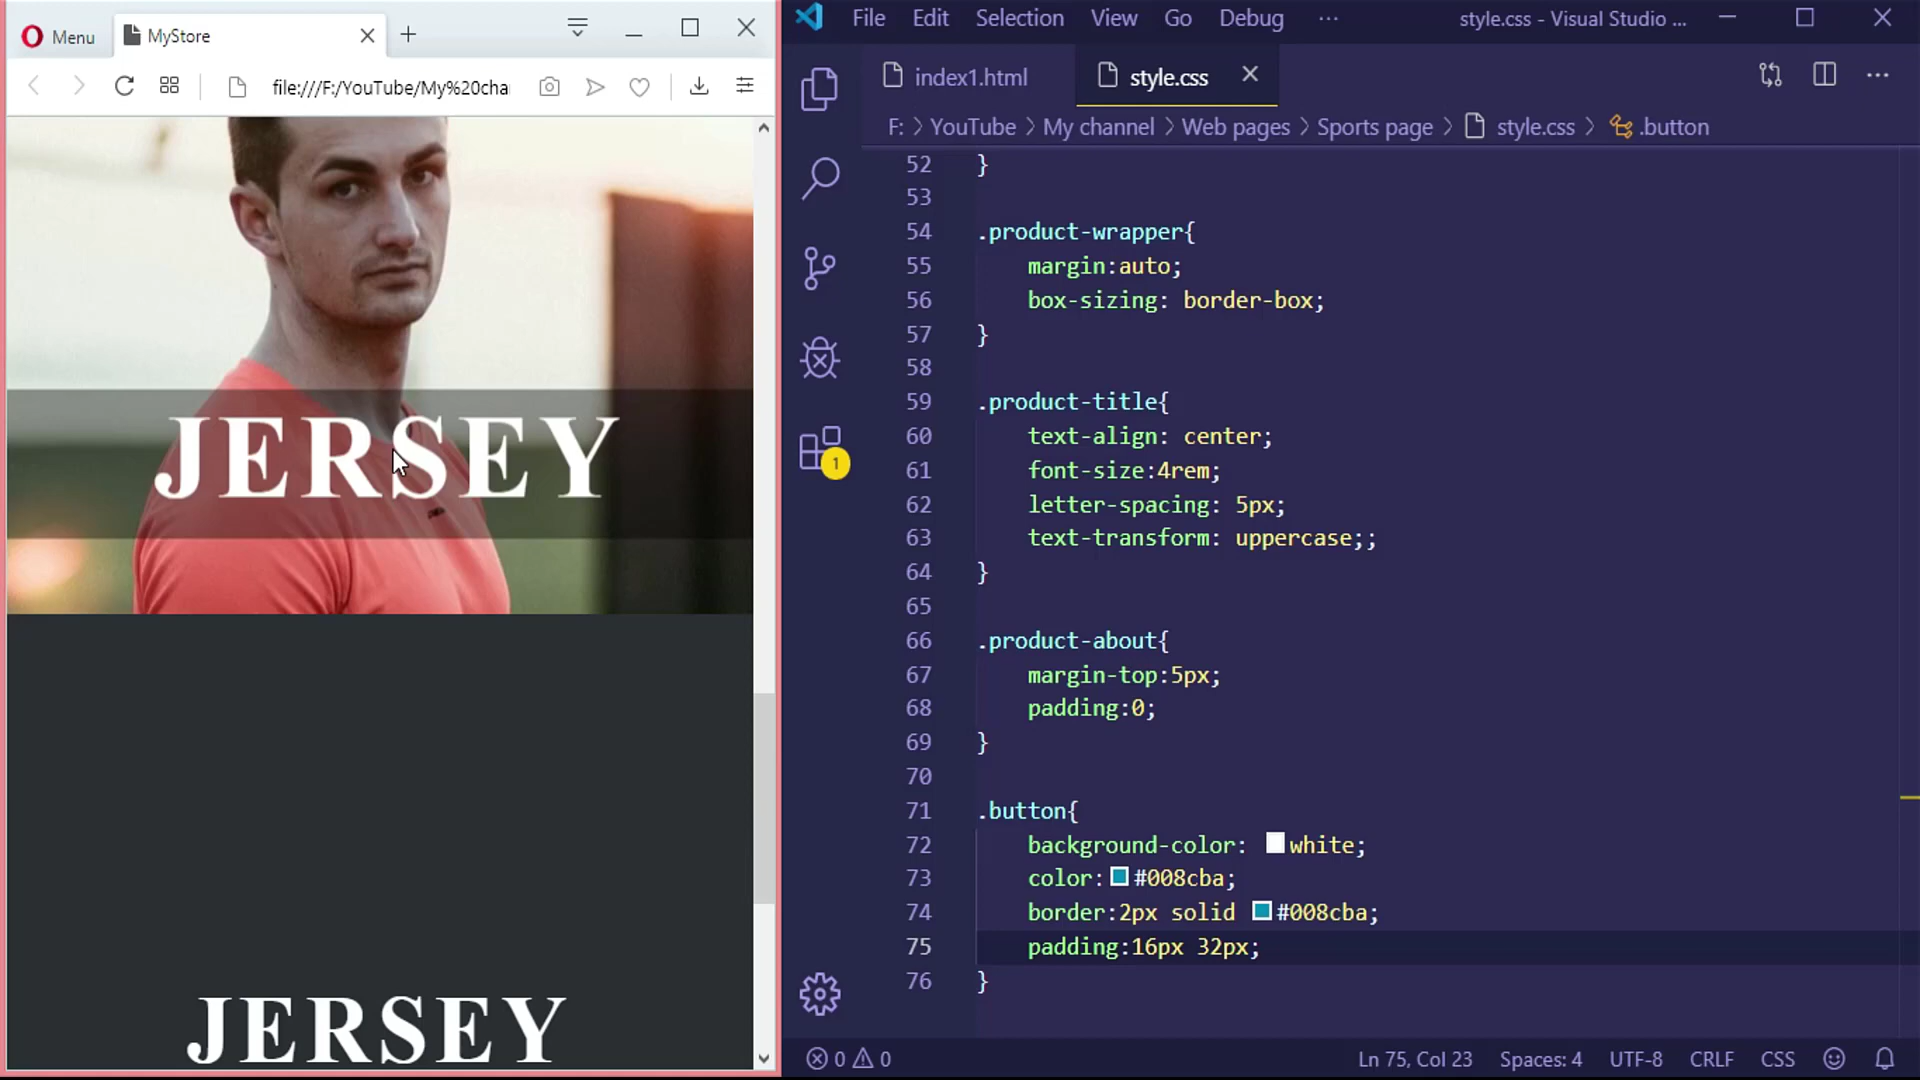 Menu
MyStore
file:///F:/YouTube/My%20cha
JERSEY
JERSEY
File Edit Selection View Go Debug ··· style.css - Visual Studio ...
index1.html style.css
F: > YouTube > My channel > Web pages > Sports page > style.css > .button
52 }
53
54 .product-wrapper{
55 margin:auto;
56 box-sizing: border-box;
57 }
58
59 .product-title{
60 text-align: center;
61 font-size:4rem;
62 letter-spacing: 5px;
63 text-transform: uppercase;;
64 }
65
66 .product-about{
67 margin-top:5px;
68 padding:0;
69 }
70
71 .button{
72 background-color: white;
73 color:#008cba;
74 border:2px solid #008cba;
75 padding:16px 32px;
76 }
1
0 0 Ln 75, Col 23 Spaces: 4 UTF-8 CRLF CSS